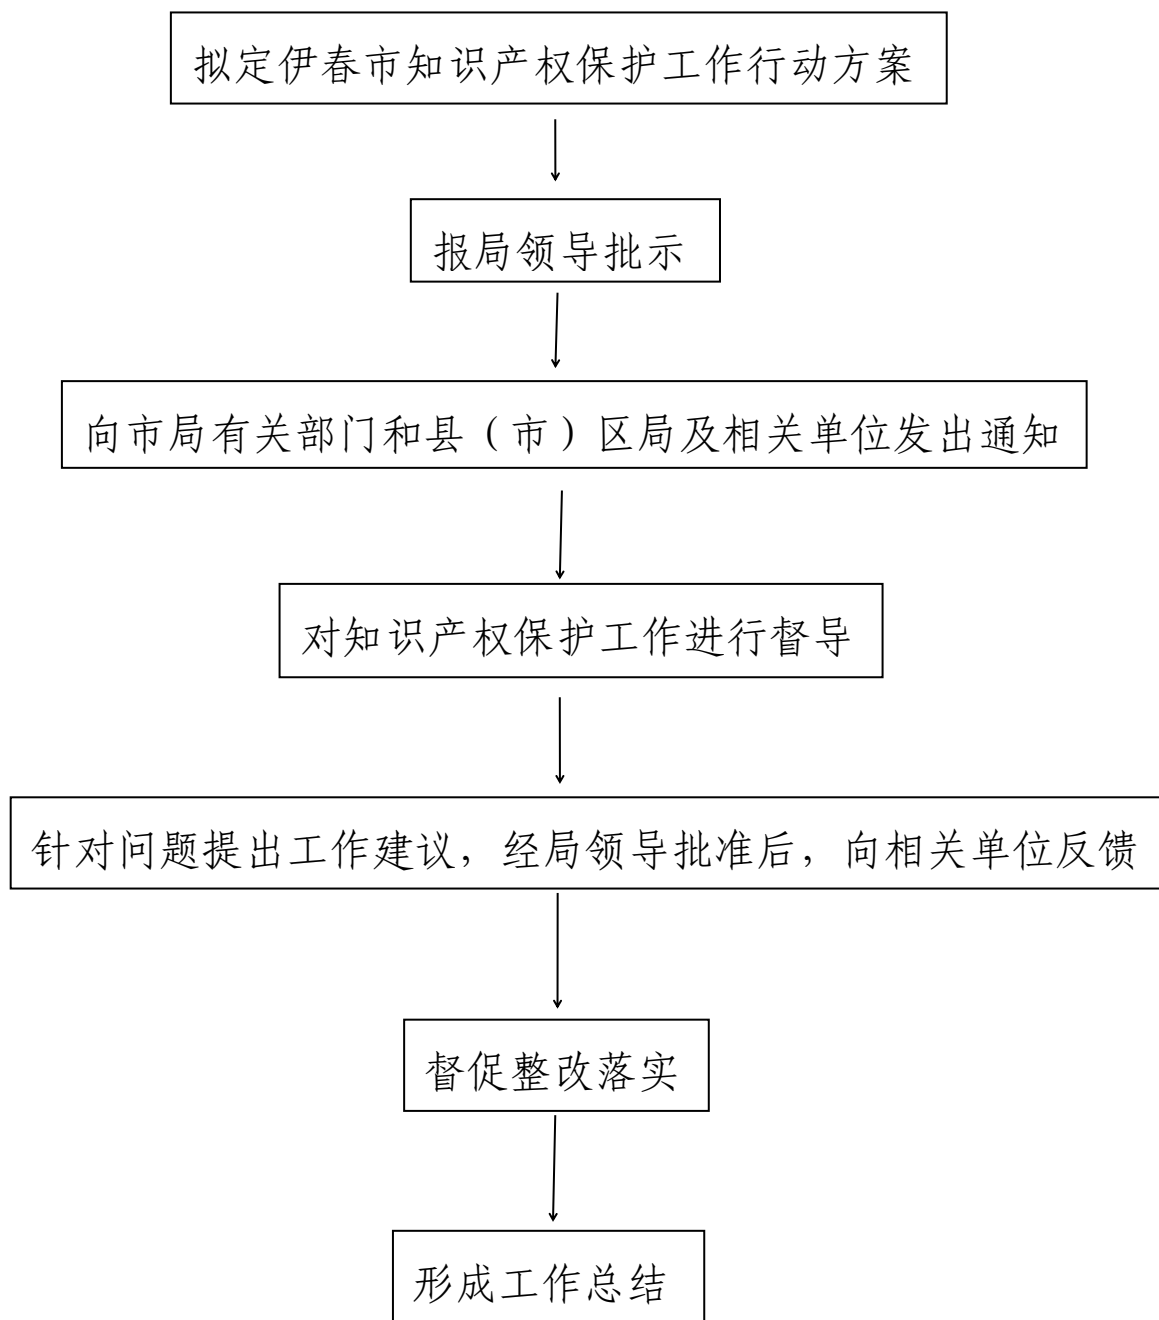 拟定伊春市知识产权保护工作行动方案
报局领导批示
向市局有关部门和县（市）区局及相关单位发出通知
对知识产权保护工作进行督导
针对问题提出工作建议，经局领导批准后，向相关单位反馈
督促整改落实
形成工作总结